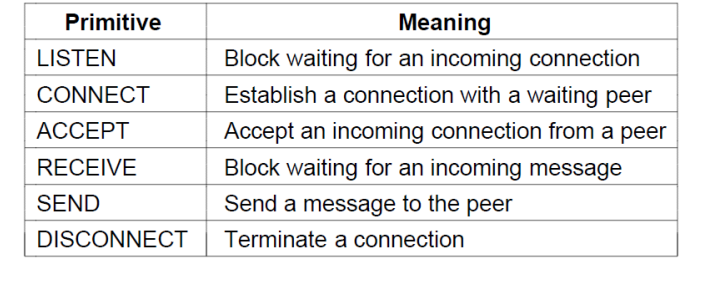 Primitive Meaning
LISTEN Block waiting for an incoming connection
CONNECT Establish a connection with a waiting peer
ACCEPT Accept an incoming connection from a peer
RECEIVE Block waiting for an incoming message
SEND Send a message to the peer
DISCONNECT Terminate a connection